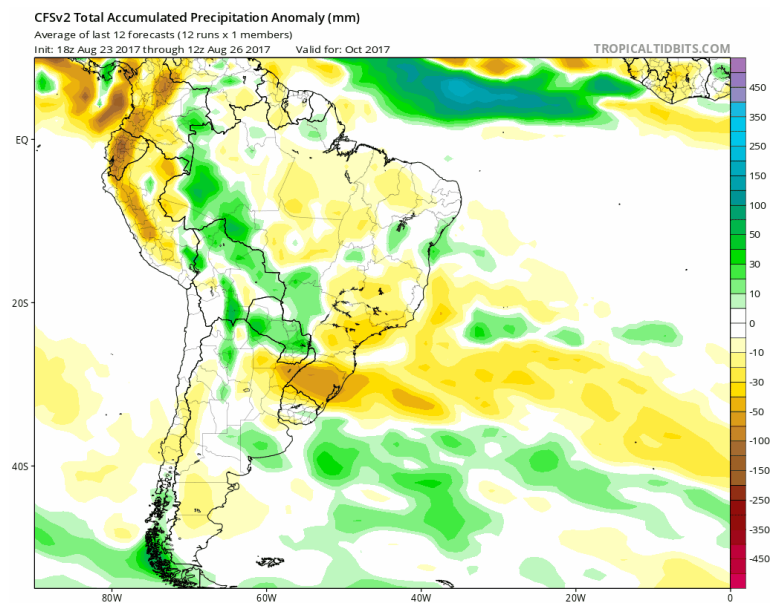 CFSv2 Total Accumulated Precipitation Anomaly (mm)
Average of last 12 forecasts (12 runs x 1 members)
Init: 18z Aug 23 2017 through 12z Aug 26 2017 Valid for: Oct 2017 TROPICALTIDBITS.COM
EQ
20S
40S
80W
60W
40W
20W
0
450
350
250
150
100
50
30
10
0
-10
-30
-50
-100
-150
-250
-350
-450